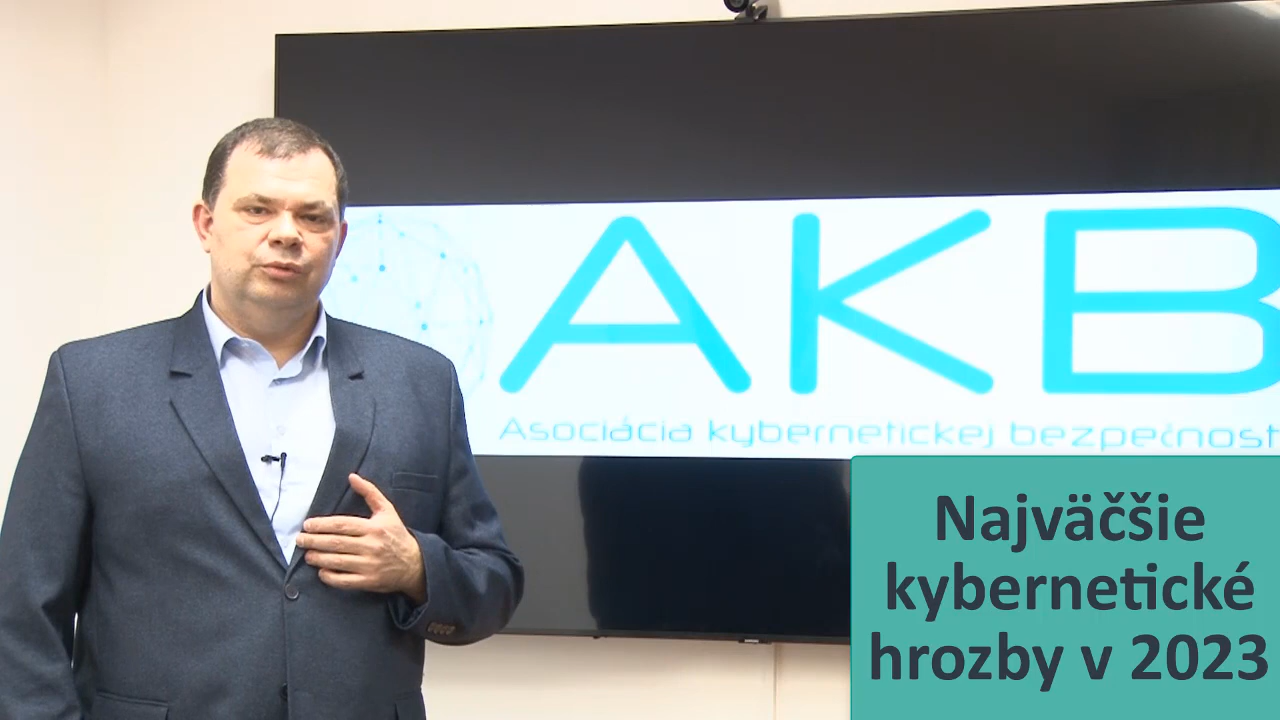 AKB
Asociácia kybernetickej bezpečnost
Najväčšie
kybernetické
hrozby v 2023